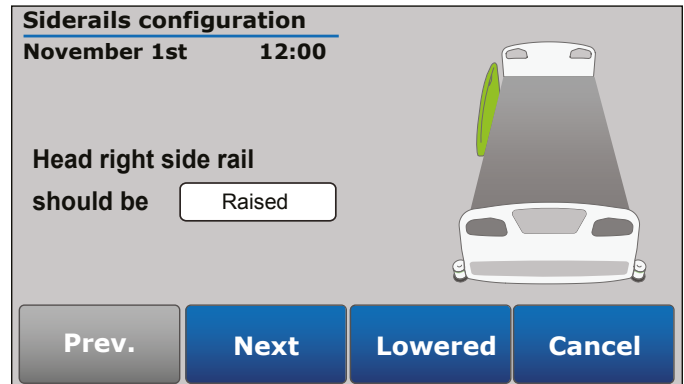 Siderails configuration
November 1st 12:00
Head right side rail
should be Raised
Prev. Next Lowered Cancel